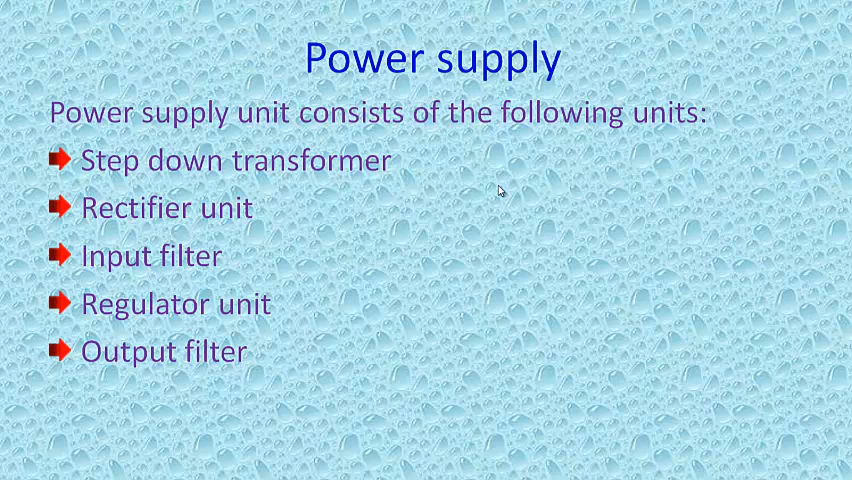 Power supply
Power supply unit consists of the following units:
Step down transformer
Rectifier unit
Input filter
Regulator unit
Output filter